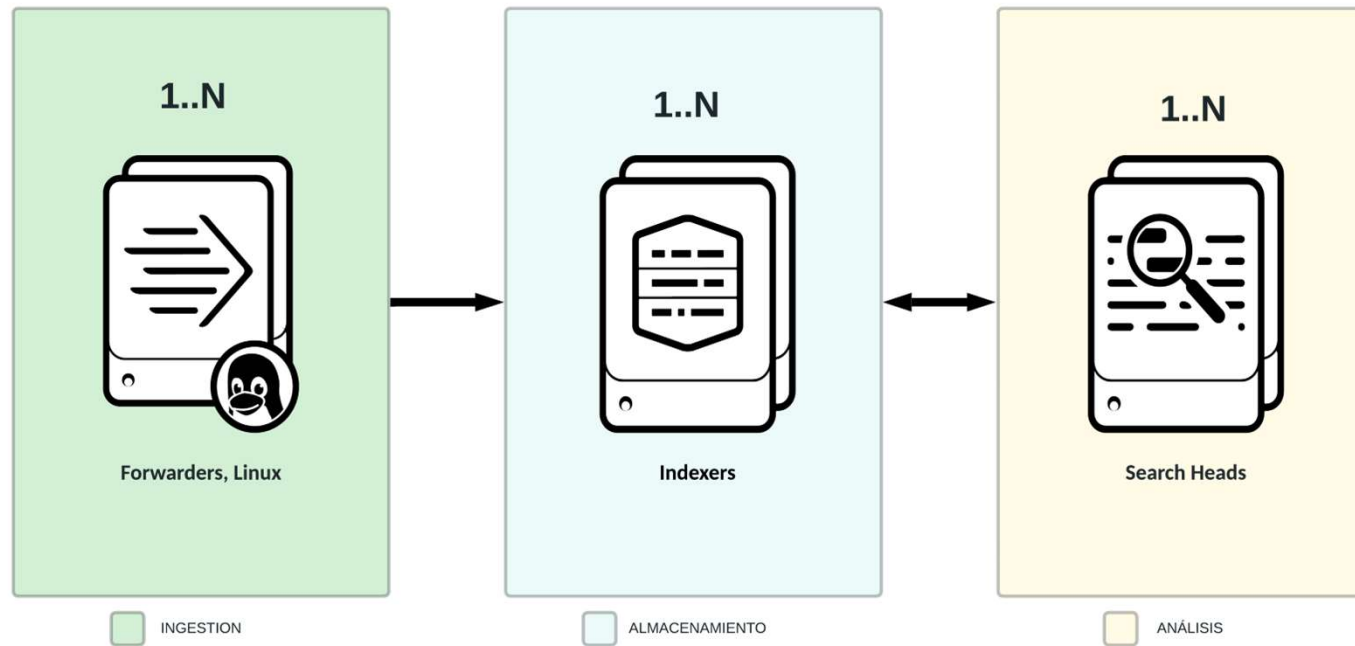 1..N
1..N
1..N
Forwarders, Linux
Indexers
Search Heads
INGESTION
ALMACENAMIENTO
ANÁLISIS